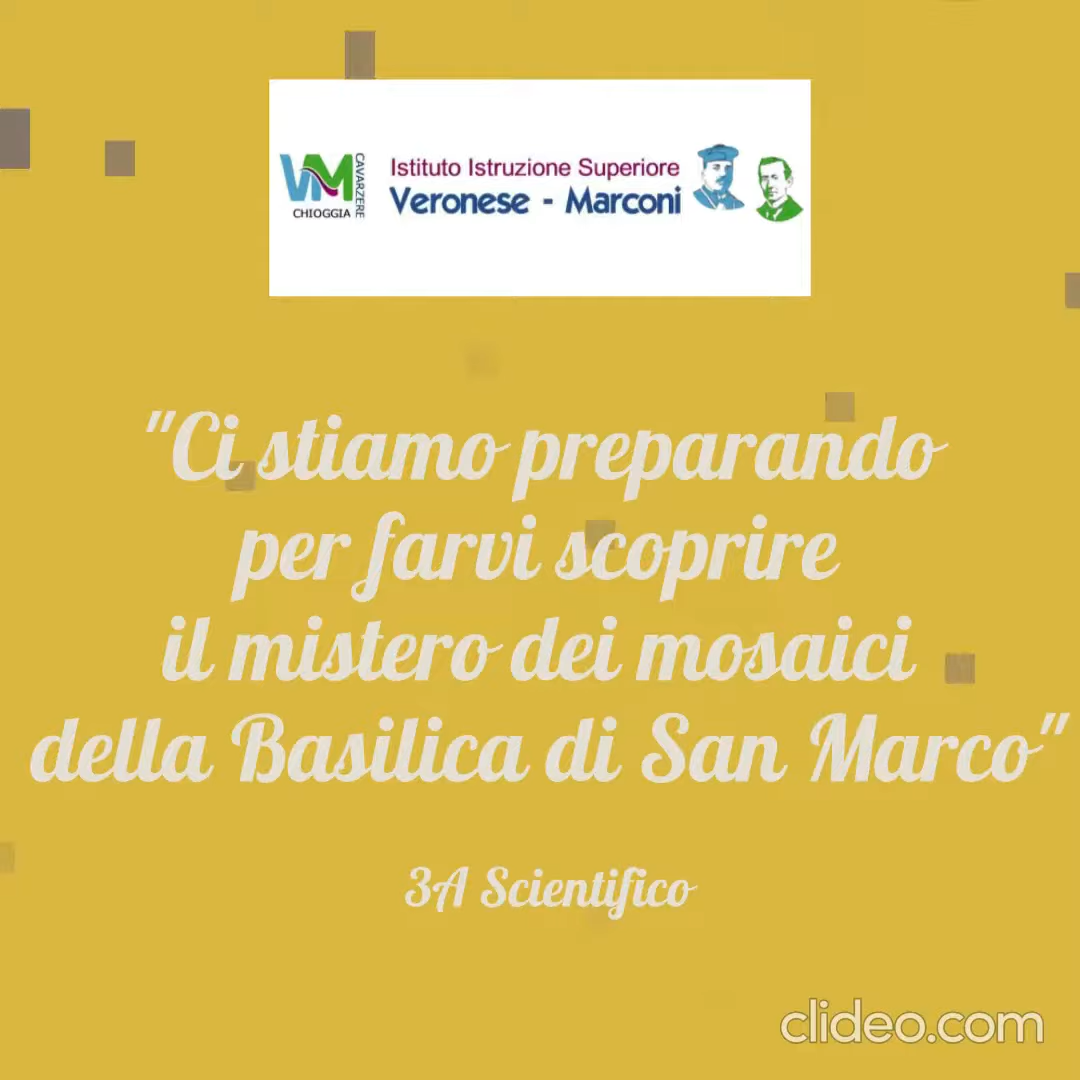 VM
CAVARZERE
CHIOGGIA
Istituto Istruzione Superiore
Veronese - Marconi
"Ci stiamo preparando
per farvi scoprire
il mistero dei mosaici
della Basilica di San Marco"
3A Scientifico
clideo.com